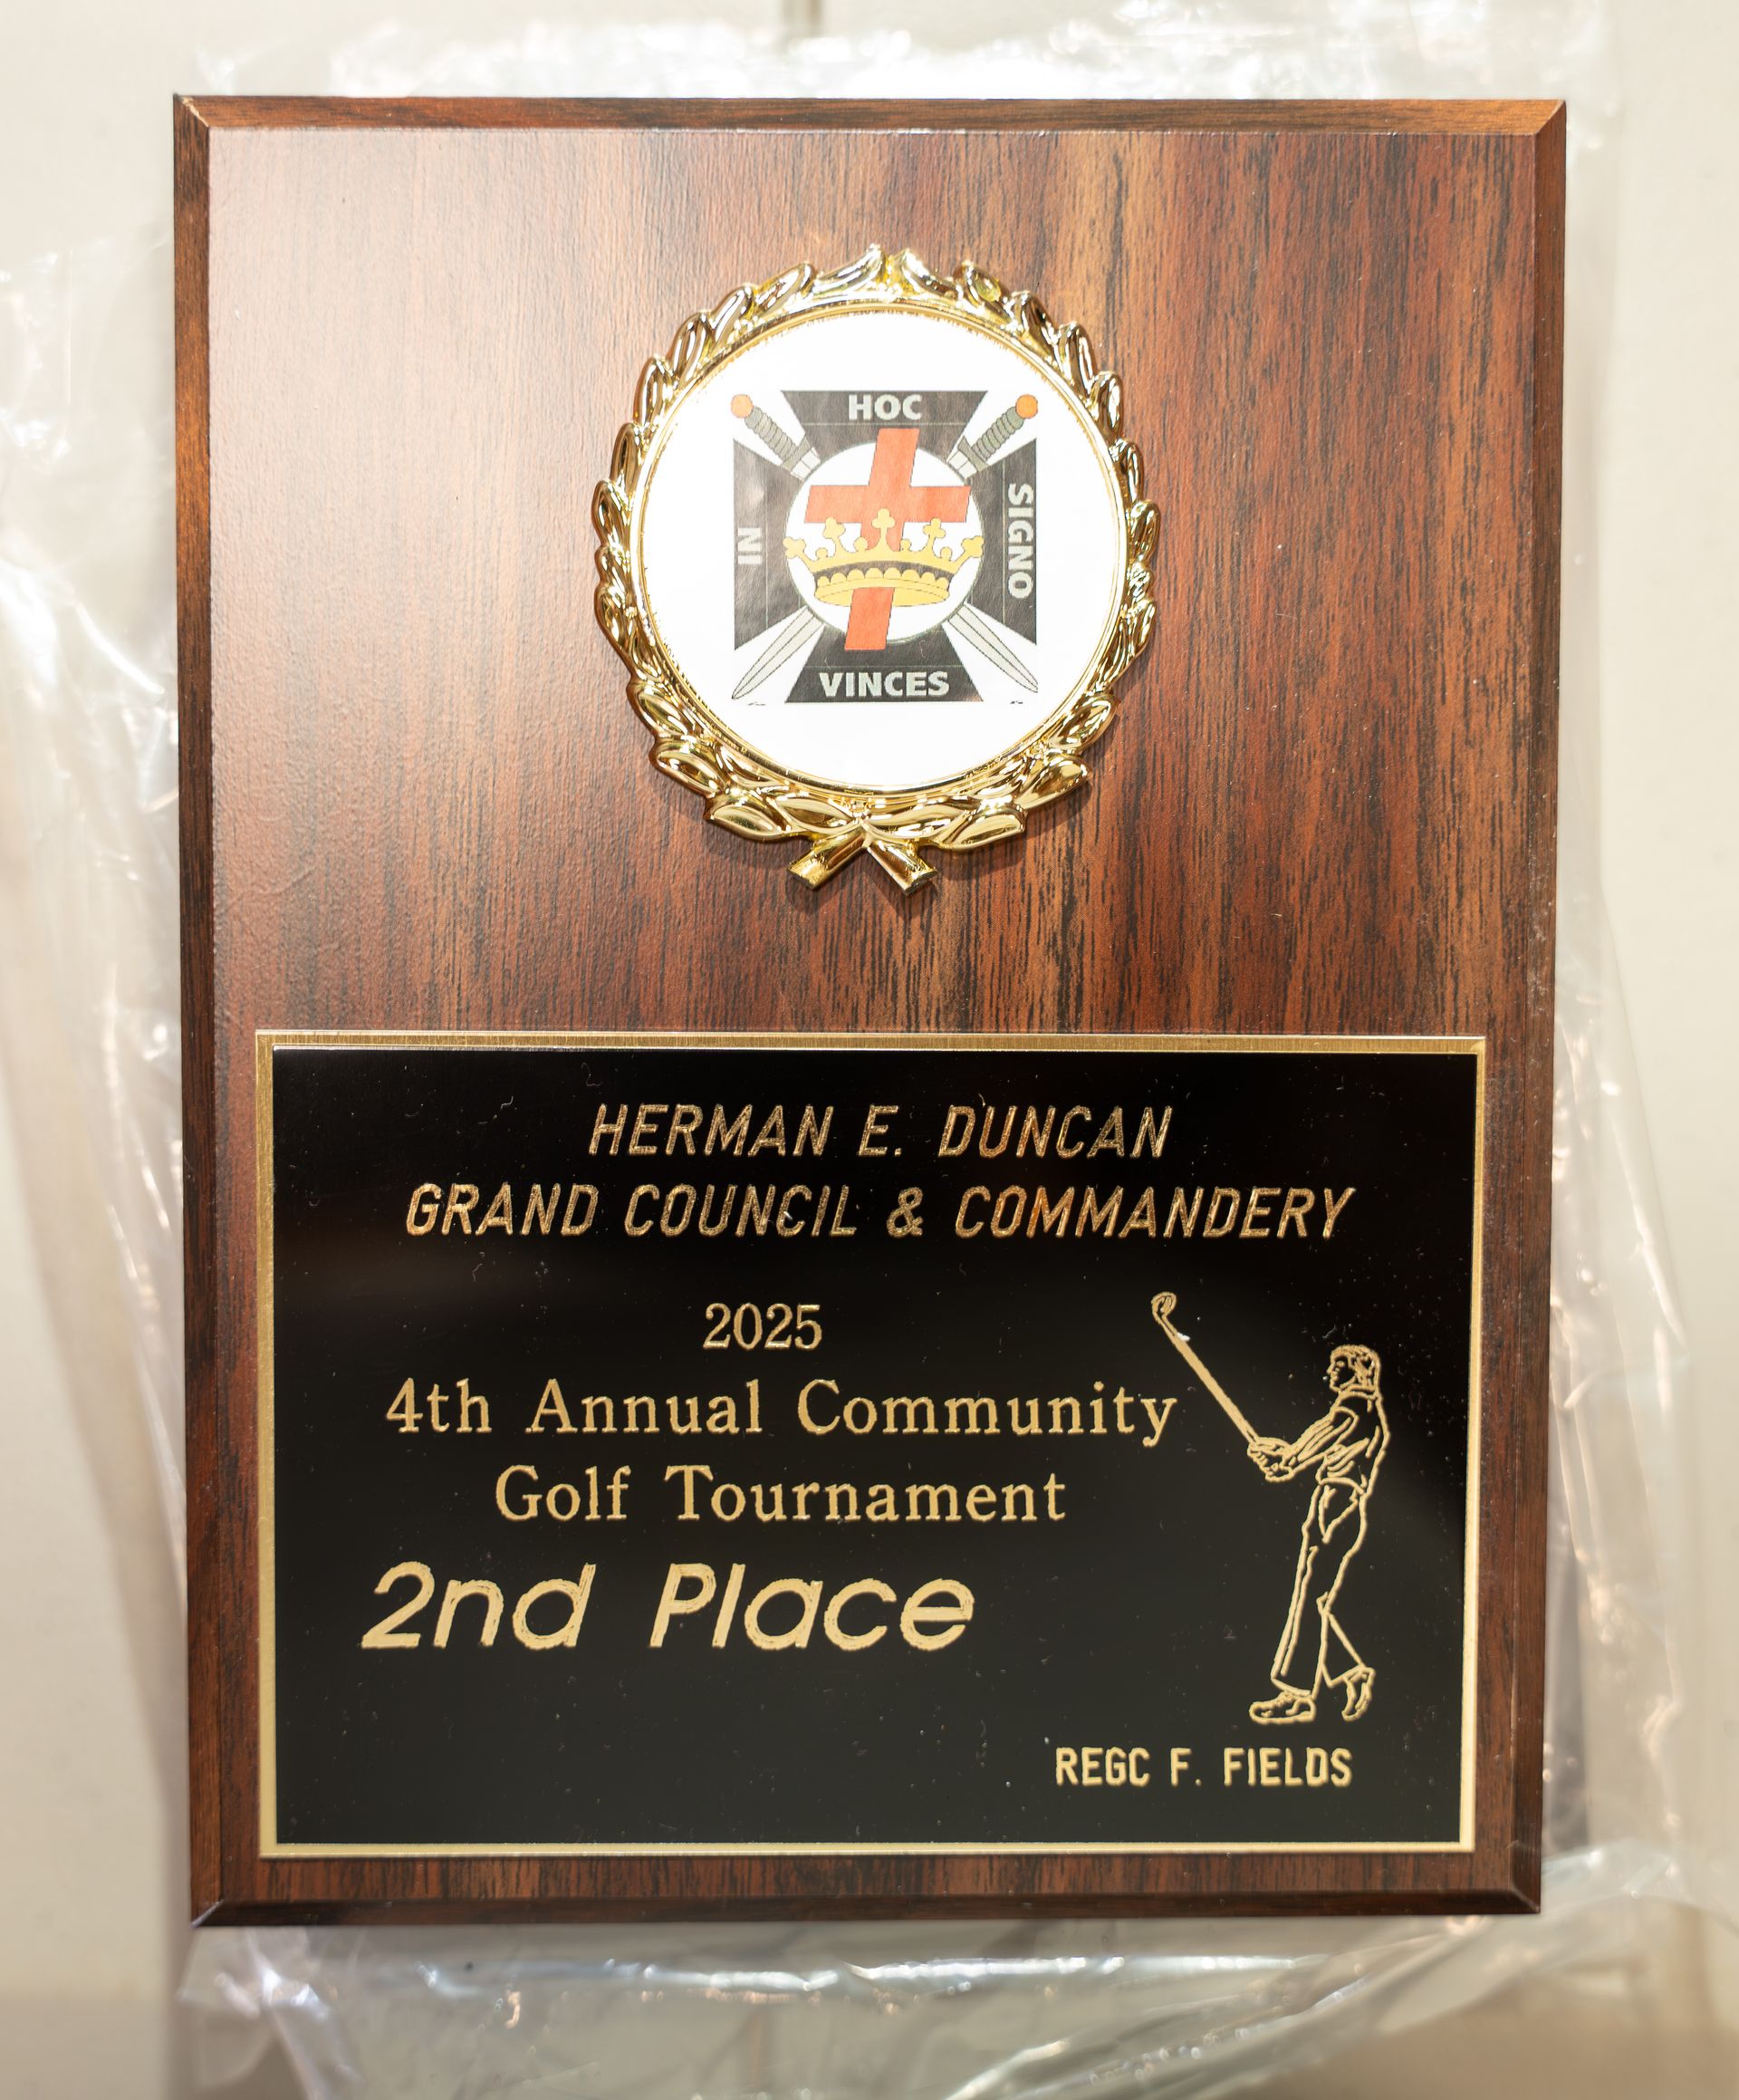 HOC
IN
SIGNO
VINCES
HERMAN E. DUNCAN
GRAND COUNCIL & COMMANDERY
2025
4th Annual Community
Golf Tournament
2nd Place
REGC F. FIELDS